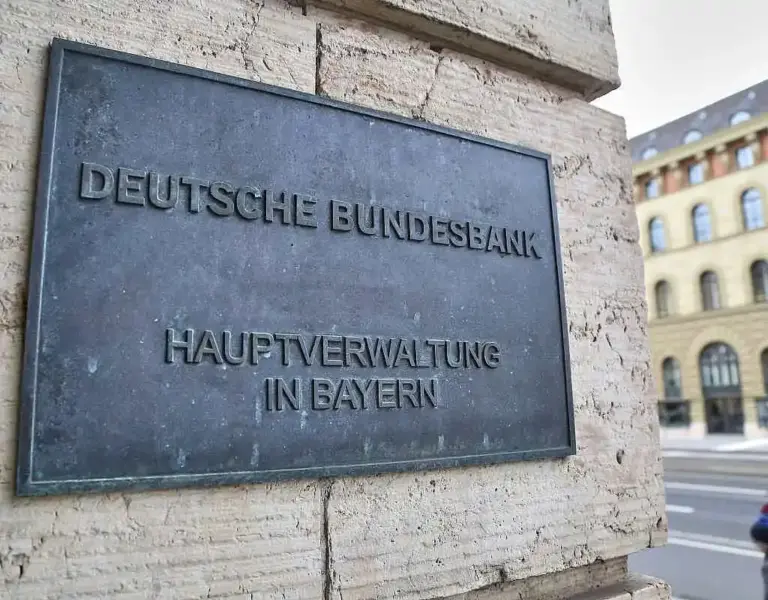 DEUTSCHE BUNDESBANK
HAUPTVERWALTUNG
IN BAYERN